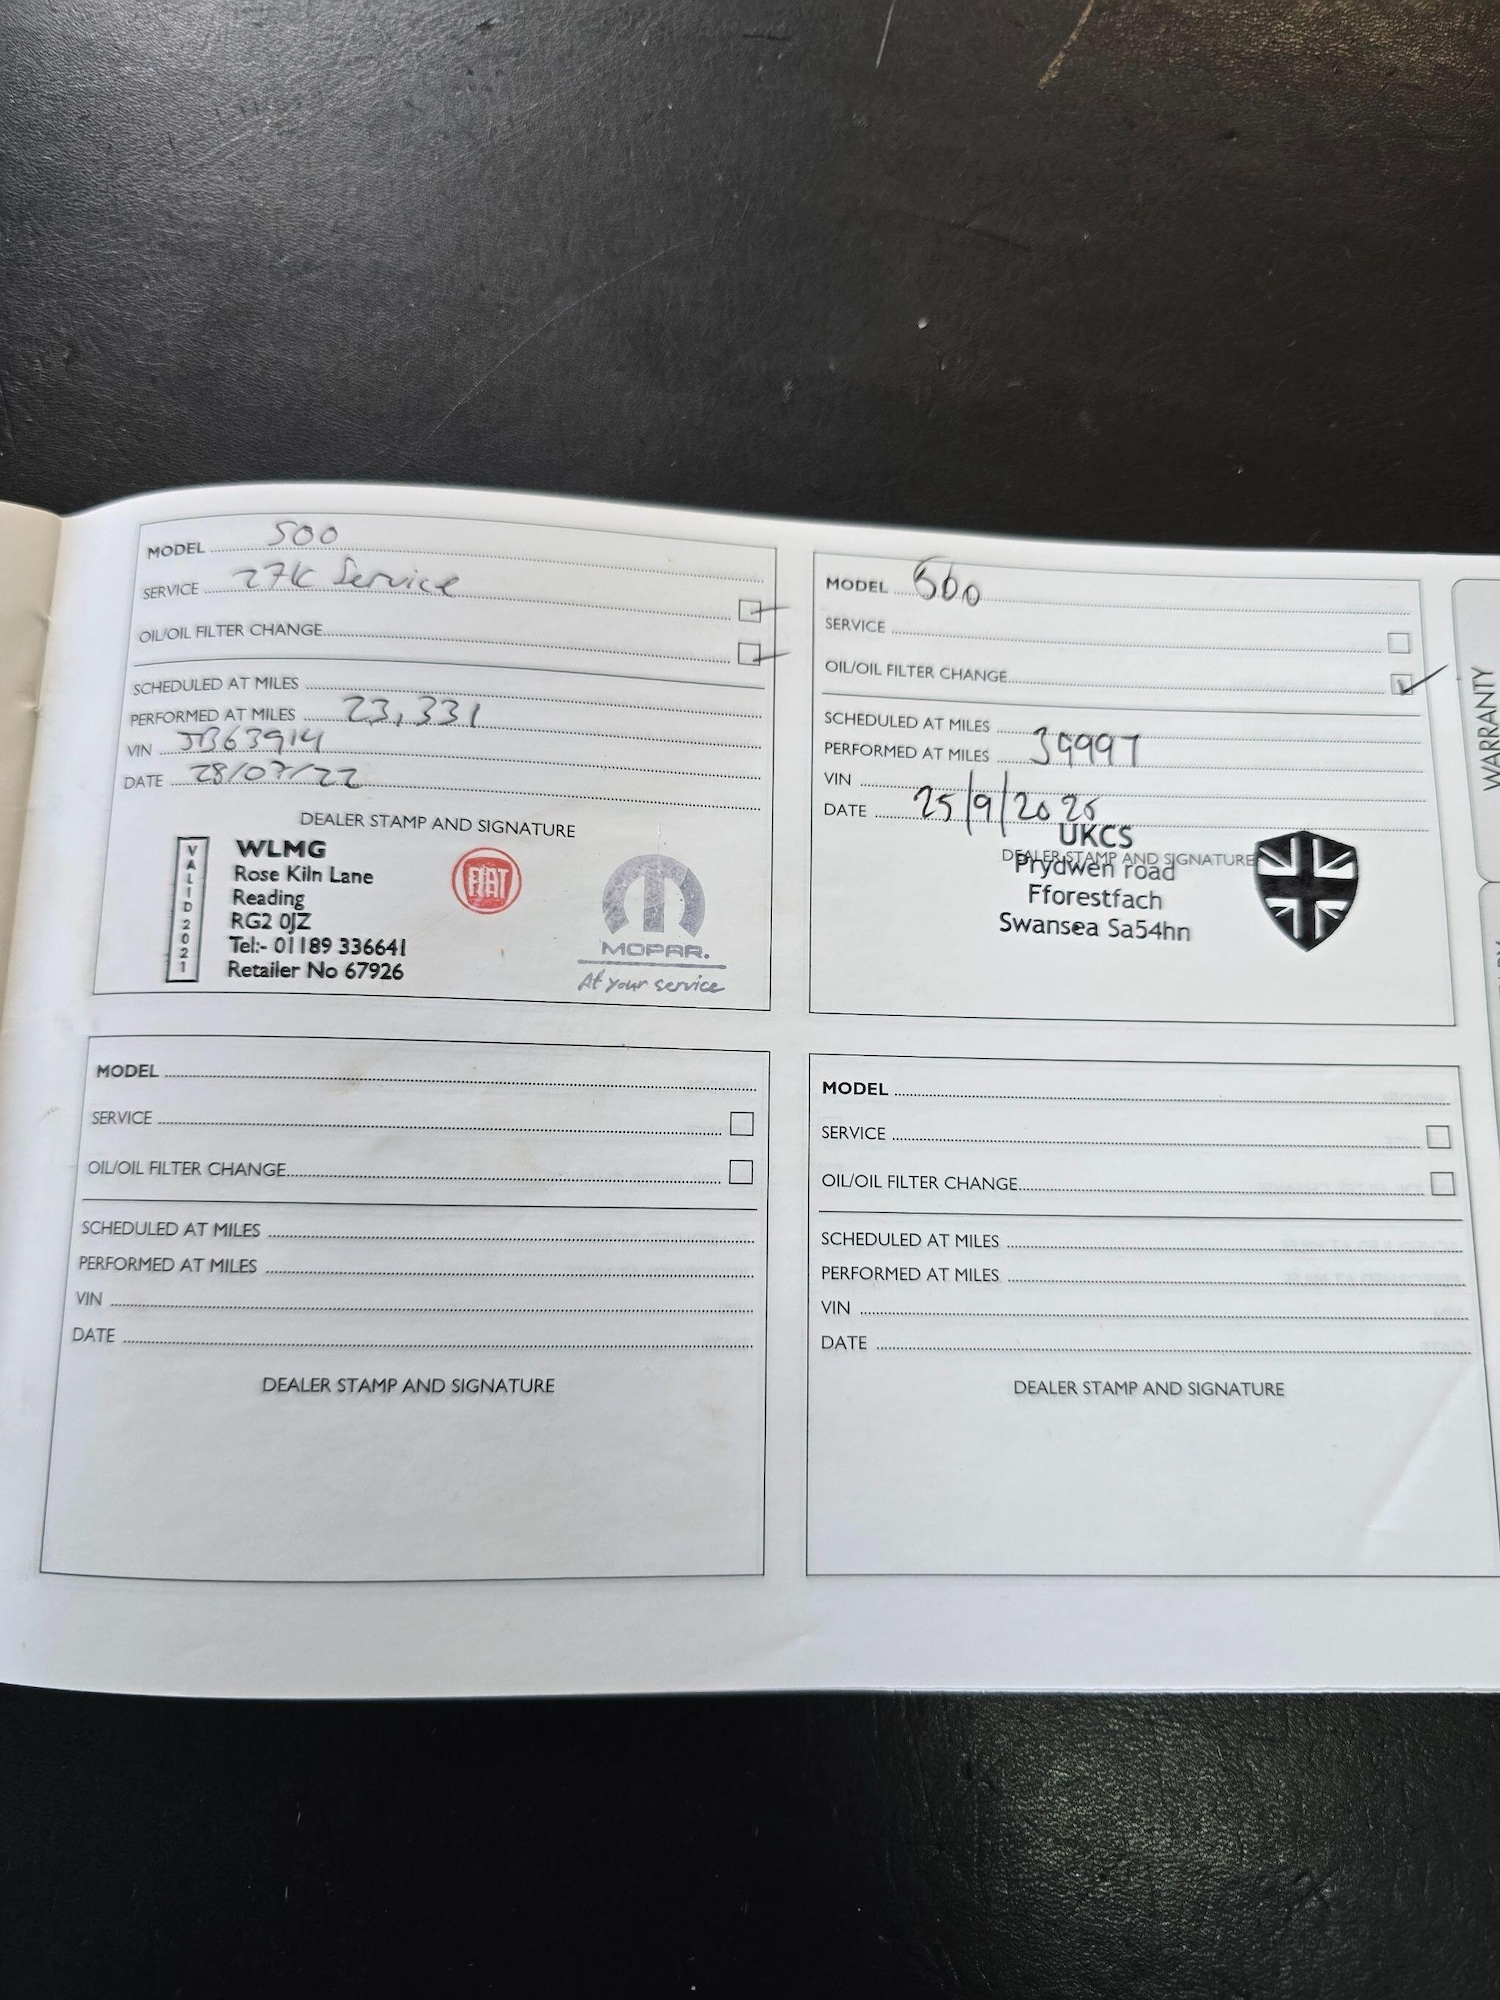 MODEL 500
SERVICE 27K Service
OIL/OIL FILTER CHANGE
SCHEDULED AT MILES
PERFORMED AT MILES 23,331
VIN JB63914
DATE 28/07/22
DEALER STAMP AND SIGNATURE
VALID 2021
WLMG
Rose Kiln Lane
Reading
RG2 0JZ
Tel:- 01189 336641
Retailer No 67926
FIAT
MOPAR.
At your service
MODEL 500
SERVICE
OIL/OIL FILTER CHANGE
SCHEDULED AT MILES
PERFORMED AT MILES 39997
VIN
DATE 25/9/2025
DEALER STAMP AND SIGNATURE
UKCS
Prydwen road
Fforestfach
Swansea Sa54hn
WARRANTY
MODEL
SERVICE
OIL/OIL FILTER CHANGE
SCHEDULED AT MILES
PERFORMED AT MILES
VIN
DATE
DEALER STAMP AND SIGNATURE
MODEL
SERVICE
OIL/OIL FILTER CHANGE
SCHEDULED AT MILES
PERFORMED AT MILES
VIN
DATE
DEALER STAMP AND SIGNATURE